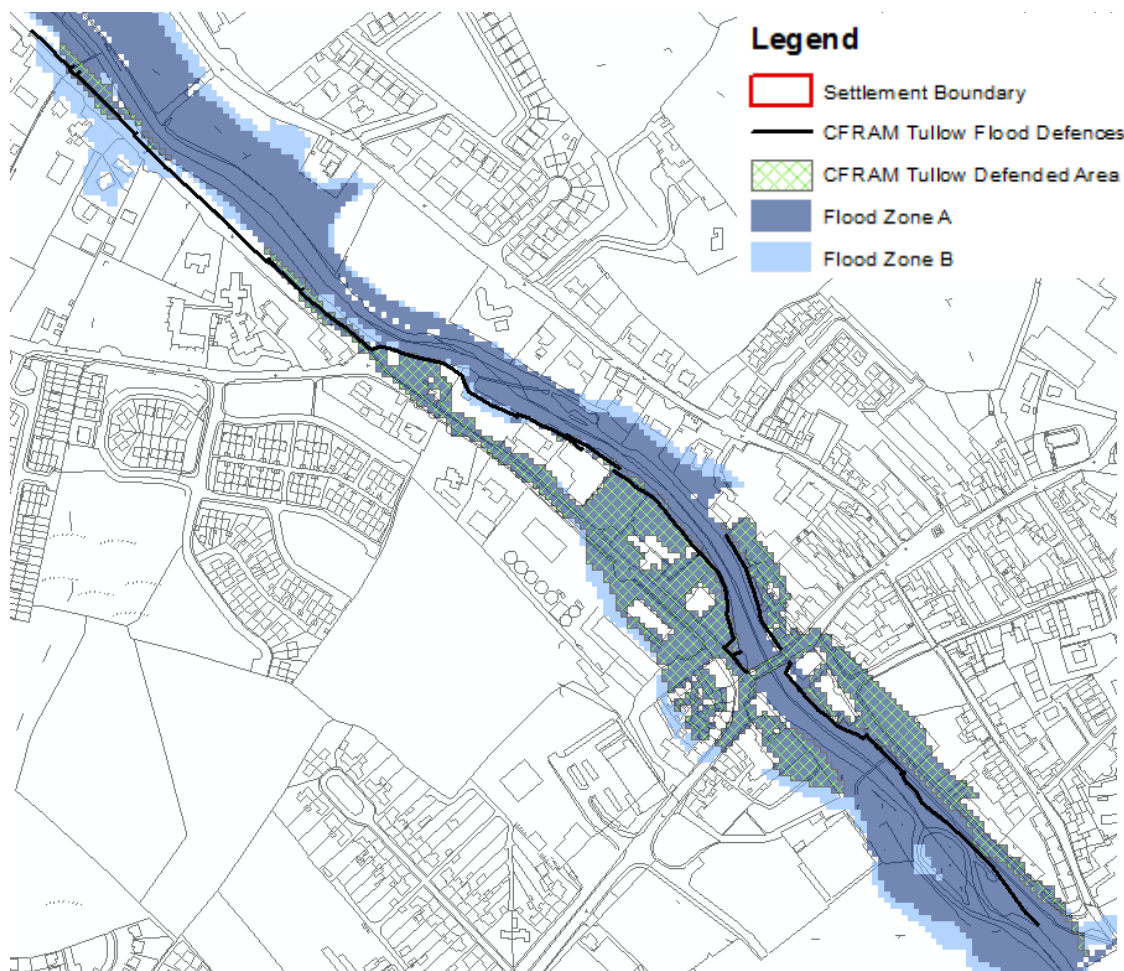 Legend
Settlement Boundary
CFRAM Tullow Flood Defences
CFRAM Tullow Defended Area
Flood Zone A
Flood Zone B